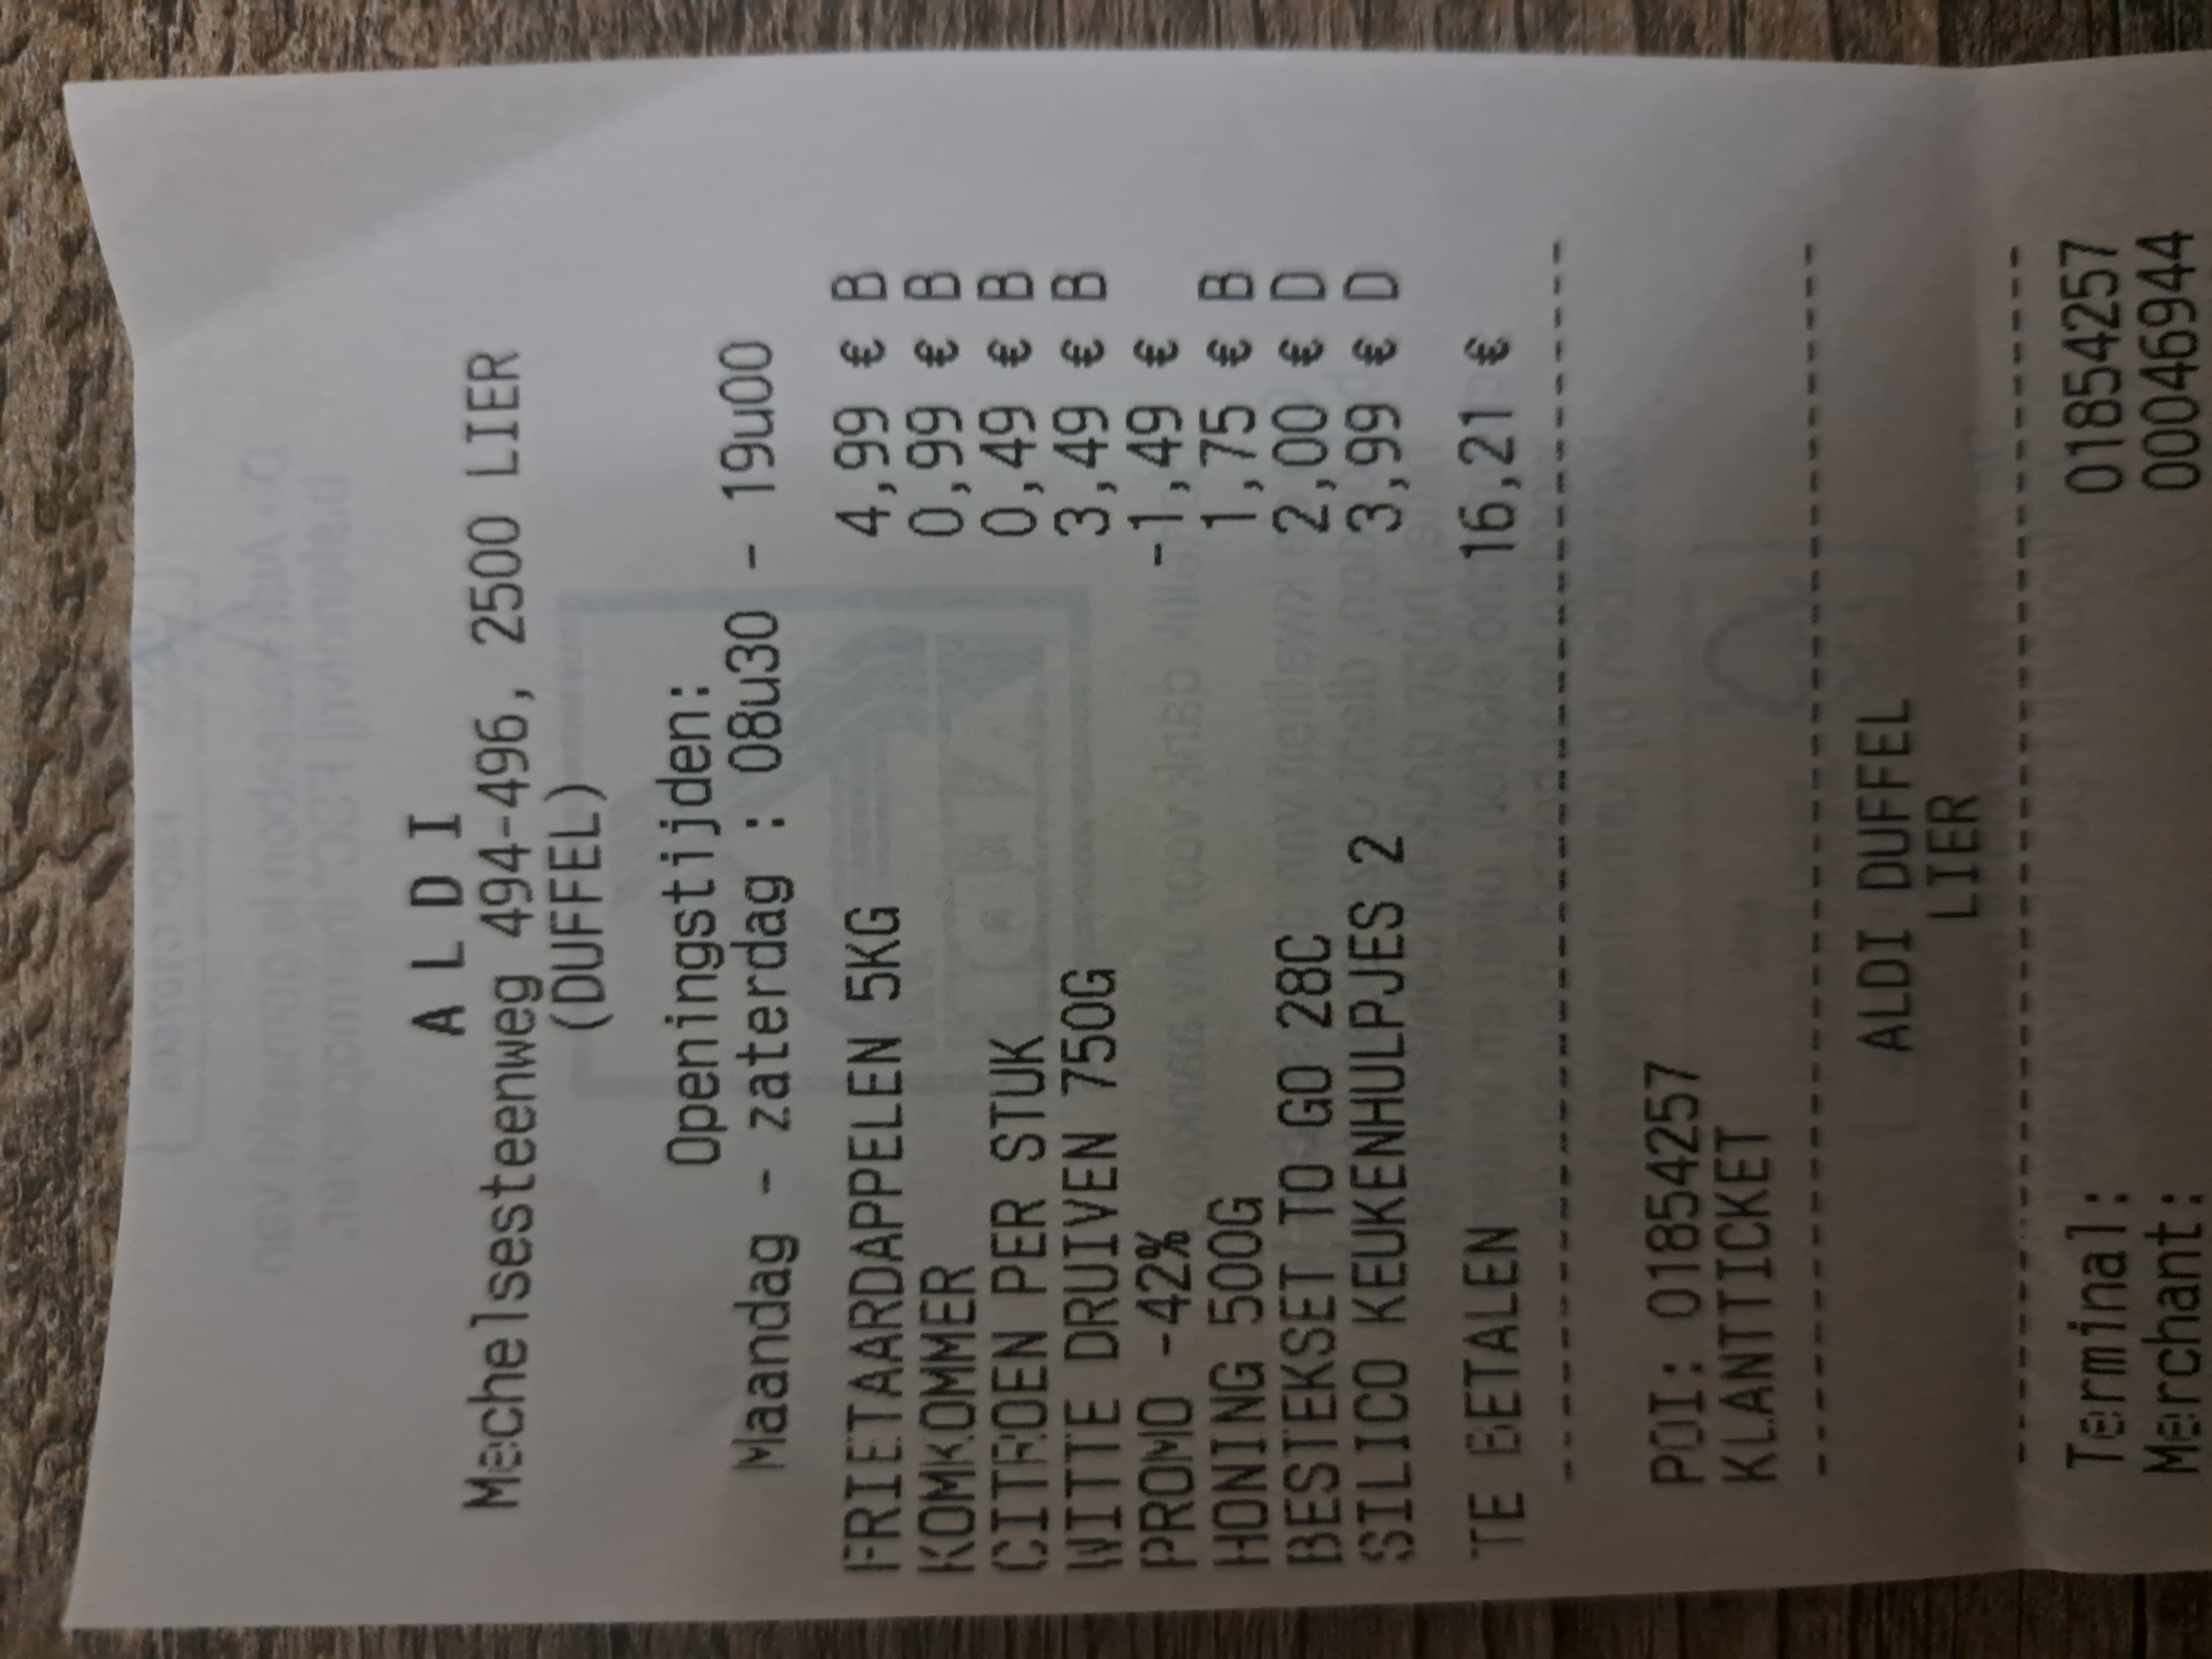 ALDI
Mechelsesteenweg 494-496, 2500 LIER
(DUFFEL)
Openingstijden:
Maandag - zaterdag : 08u30 - 19u00
FRIETAARDAPPELEN 5KG 4,99 € B
KOMKOMMER 0,99 € B
CITROEN PER STUK 0,49 € B
WITTE DRUIVEN 750G 3,49 € B
PROMO -42% -1,49 €
HONING 500G 1,75 € B
BESTEKSET TO GO 28C 2,00 € D
SILICO KEUKENHULPJES 2 3,99 € D
TE BETALEN 16,21 €
POI: 01854257
KLANTTICKET
ALDI DUFFEL
LIER
Terminal: 01854257
Merchant: 00046944